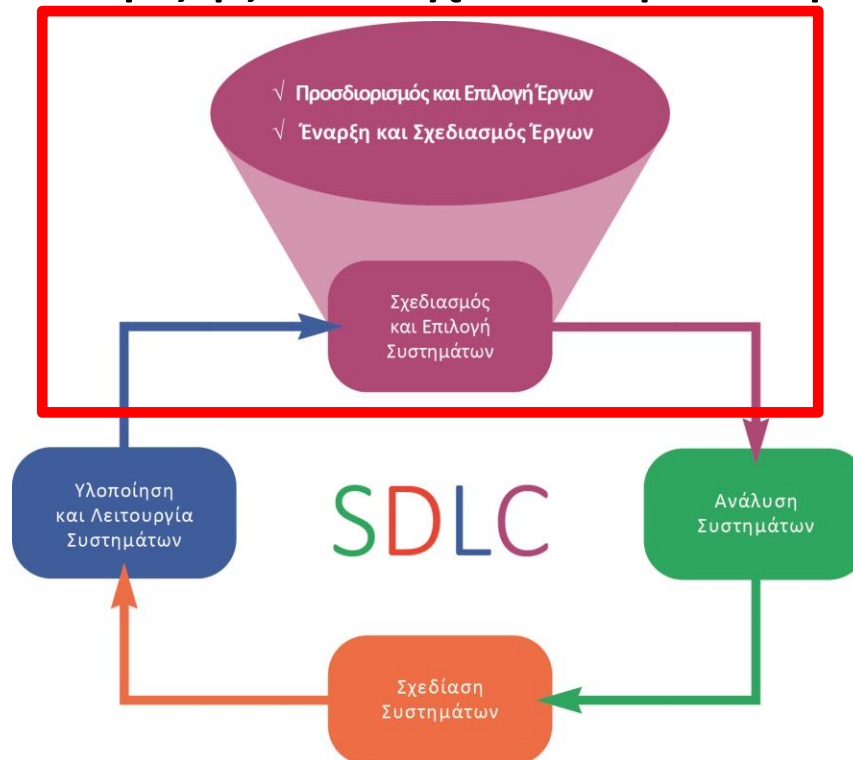 √ Προσδιορισμός και Επιλογή Έργων
√ Έναρξη και Σχεδιασμός Έργων
Σχεδιασμός
και Επιλογή
Συστημάτων
Υλοποίηση
και Λειτουργία
Συστημάτων
SDLC
Ανάλυση
Συστημάτων
Σχεδίαση
Συστημάτων